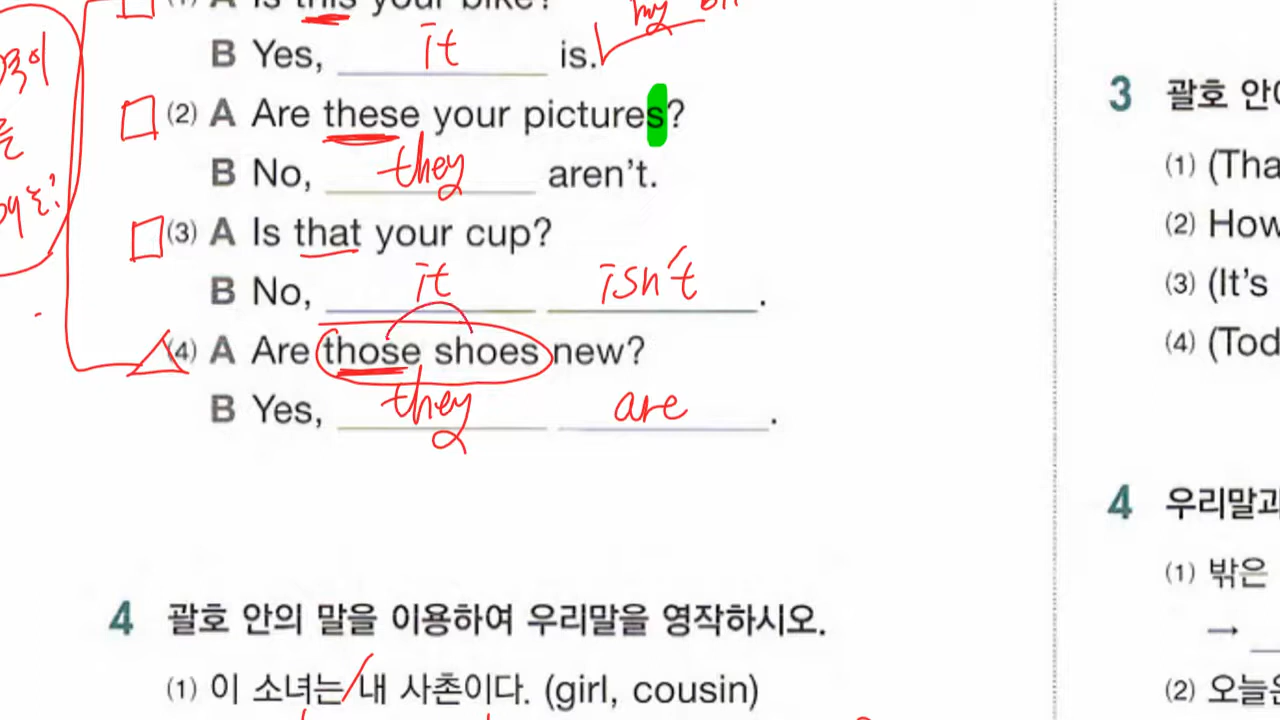 B Yes, it is.
(2) A Are these your pictures?
B No, they aren't.
(3) A Is that your cup?
B No, it isn't.
(4) A Are those shoes new?
B Yes, they are.
4 괄호 안의 말을 이용하여 우리말을 영작하시오.
(1) 이 소녀는/내 사촌이다. (girl, cousin)
3 괄호
(1)
(2) How
(3) (It's
(4)
4 우리말과
(1) 밖은
→
(2) 오늘은